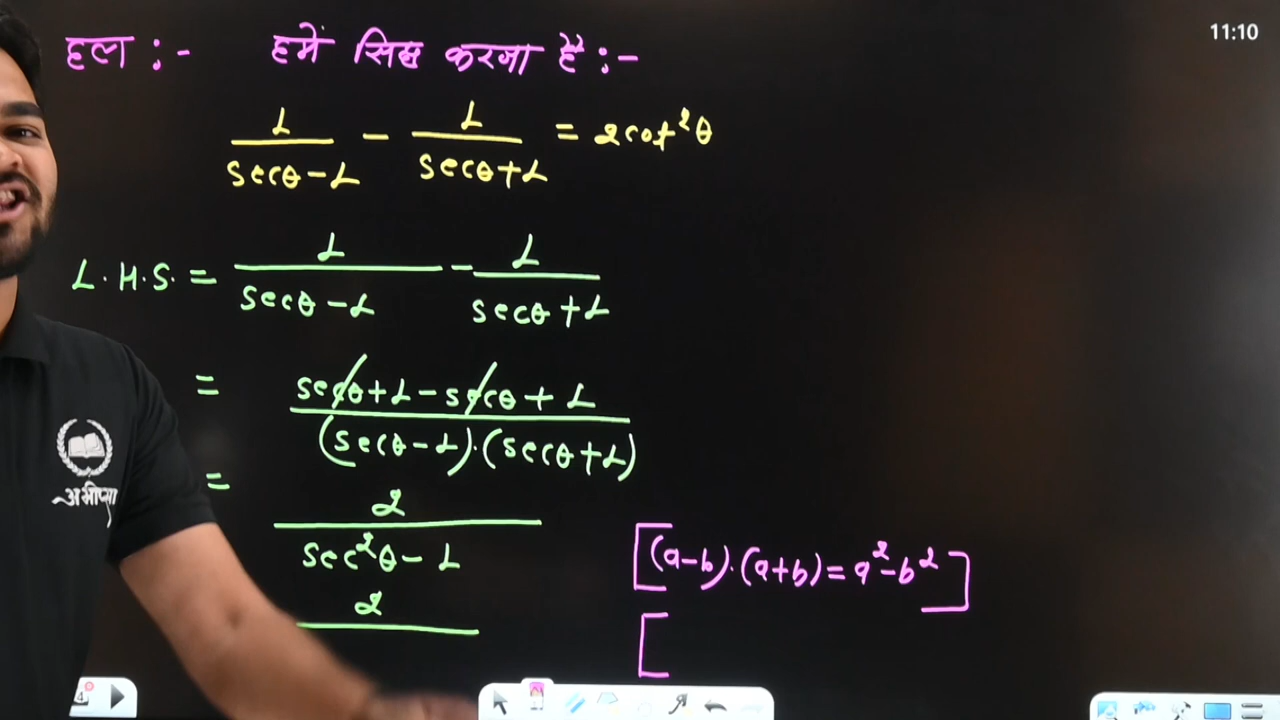 11:10
हल :- हमें सिद्ध करना है :-
1/(secθ-1) - 1/(secθ+1) = 2cot²θ
L.H.S. = 1/(secθ-1) - 1/(secθ+1)
= (secθ+1-secθ+1)/((secθ-1).(secθ+1))
= 2/(sec²θ-1)
[(a-b).(a+b)=a²-b²]
2
[
अभीप्सा